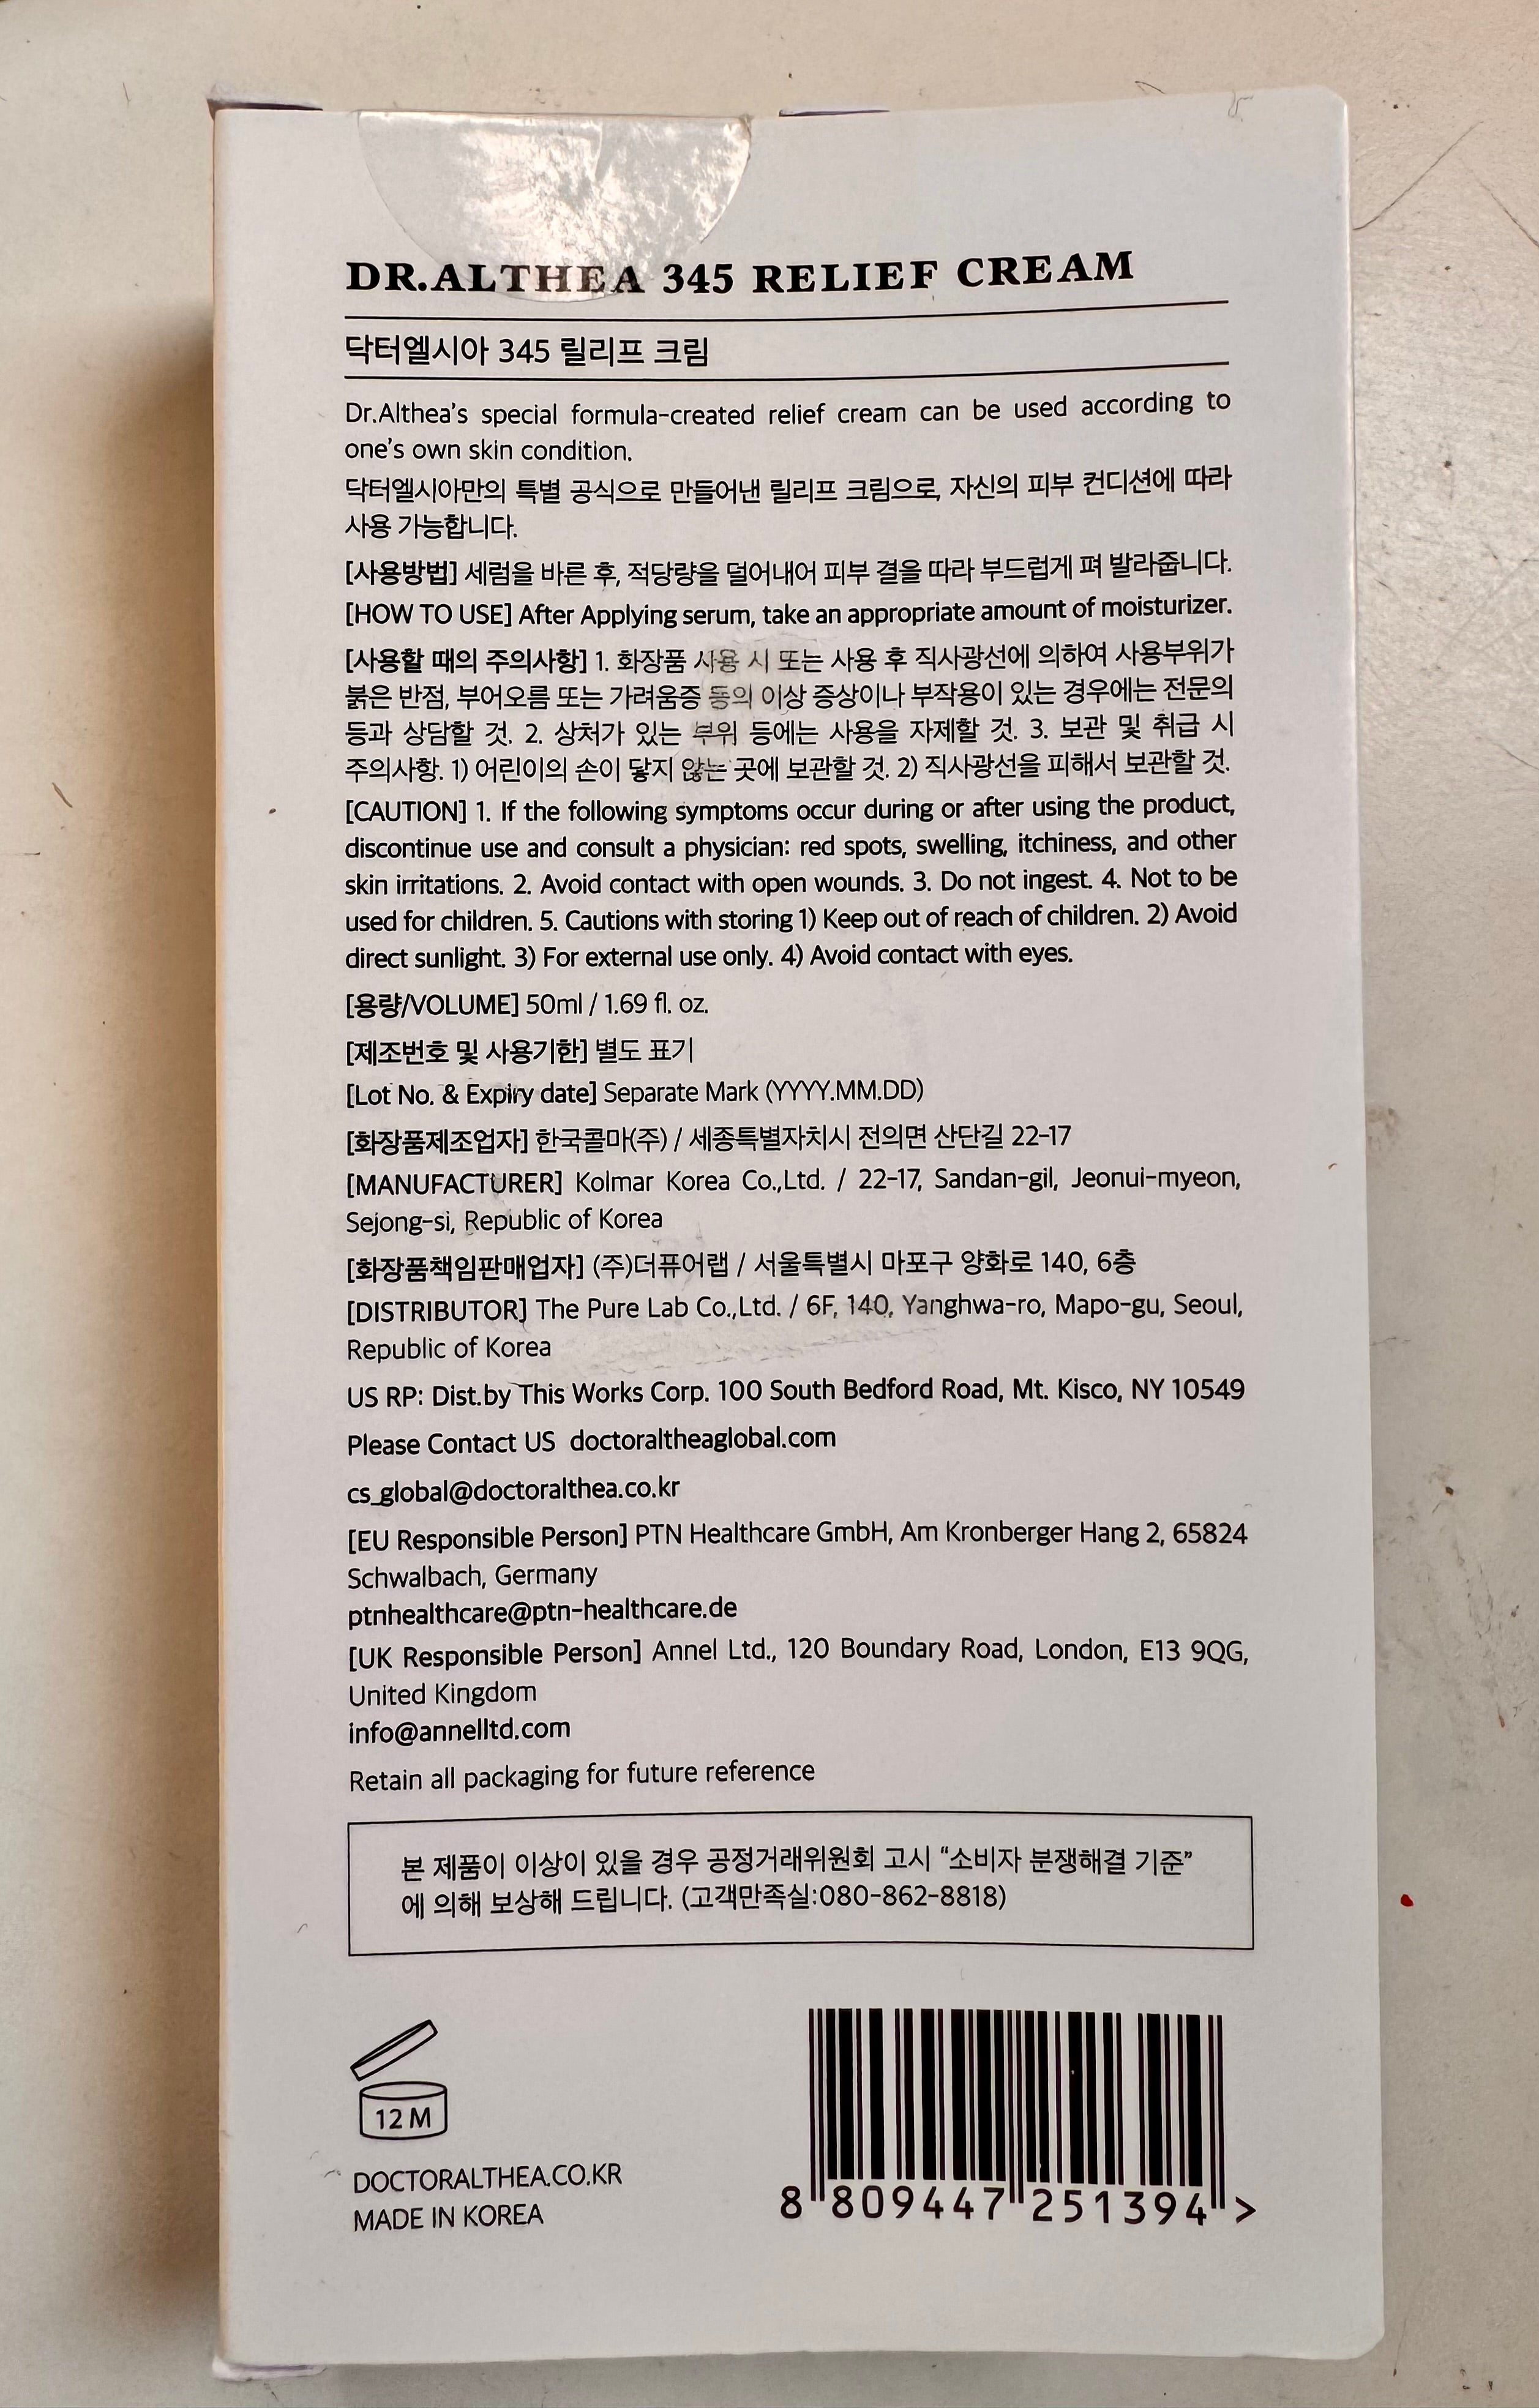 DR.ALTHEA 345 RELIEF CREAM
닥터엘시아 345 릴리프 크림
Dr.Althea's special formula-created relief cream can be used according to
one's own skin condition.
닥터엘시아만의 특별 공식으로 만들어낸 릴리프 크림으로, 자신의 피부 컨디션에 따라
사용 가능합니다.
[사용방법] 세럼을 바른 후, 적당량을 덜어내어 피부 결을 따라 부드럽게 펴 발라줍니다.
[HOW TO USE] After Applying serum, take an appropriate amount of moisturizer.
[사용할 때의 주의사항] 1. 화장품 사용 시 또는 사용 후 직사광선에 의하여 사용부위가
붉은 반점, 부어오름 또는 가려움증 등의 이상 증상이나 부작용이 있는 경우에는 전문의
등과 상담할 것. 2. 상처가 있는 부위 등에는 사용을 자제할 것. 3. 보관 및 취급 시
주의사항. 1) 어린이의 손이 닿지 않는 곳에 보관할 것. 2) 직사광선을 피해서 보관할 것.
[CAUTION] 1. If the following symptoms occur during or after using the product,
discontinue use and consult a physician: red spots, swelling, itchiness, and other
skin irritations. 2. Avoid contact with open wounds. 3. Do not ingest. 4. Not to be
used for children. 5. Cautions with storing 1) Keep out of reach of children. 2) Avoid
direct sunlight. 3) For external use only. 4) Avoid contact with eyes.
[용량/VOLUME] 50ml / 1.69 fl. oz.
[제조번호 및 사용기한] 별도 표기
[Lot No. & Expiry date] Separate Mark (YYYY.MM.DD)
[화장품제조업자] 한국콜마(주) / 세종특별자치시 전의면 산단길 22-17
[MANUFACTURER] Kolmar Korea Co.,Ltd. / 22-17, Sandan-gil, Jeonui-myeon,
Sejong-si, Republic of Korea
[화장품책임판매업자] (주)더퓨어랩 / 서울특별시 마포구 양화로 140, 6층
[DISTRIBUTOR] The Pure Lab Co.,Ltd. / 6F, 140, Yanghwa-ro, Mapo-gu, Seoul,
Republic of Korea
US RP: Dist.by This Works Corp. 100 South Bedford Road, Mt. Kisco, NY 10549
Please Contact US doctoraltheaglobal.com
cs_global@doctoralthea.co.kr
[EU Responsible Person] PTN Healthcare GmbH, Am Kronberger Hang 2, 65824
Schwalbach, Germany
ptnhealthcare@ptn-healthcare.de
[UK Responsible Person] Annel Ltd., 120 Boundary Road, London, E13 9QG,
United Kingdom
info@annelltd.com
Retain all packaging for future reference
본 제품이 이상이 있을 경우 공정거래위원회 고시 “소비자 분쟁해결 기준”
에 의해 보상해 드립니다. (고객만족실:080-862-8818)
12 M
DOCTORALTHEA.CO.KR
MADE IN KOREA
8 809447 251394 >